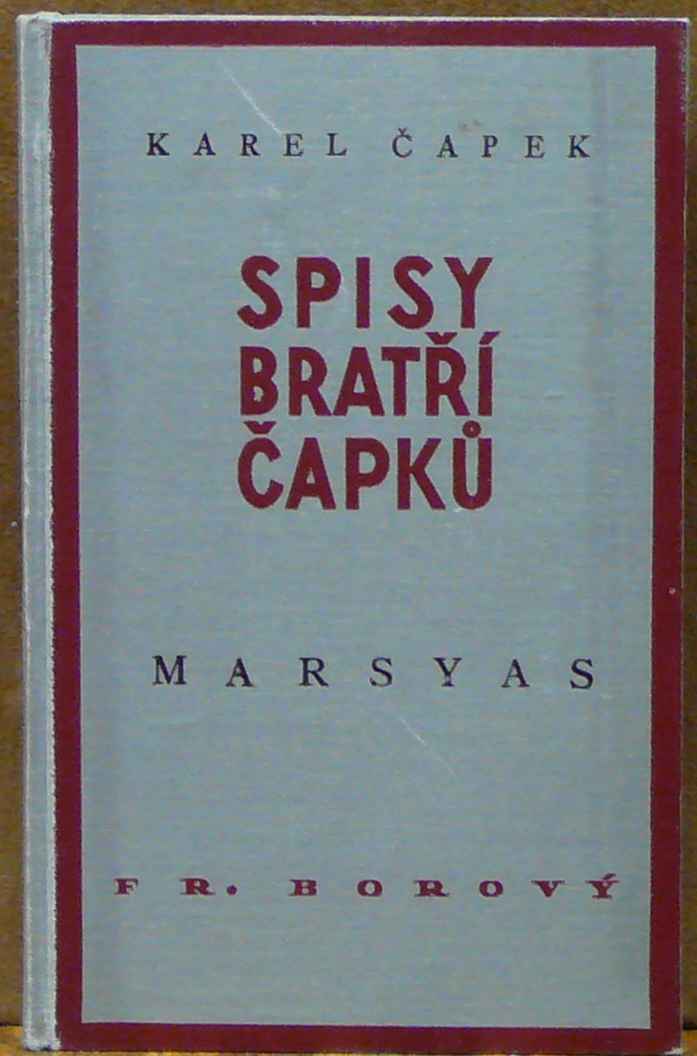 KAREL ČAPEK
SPISY
BRATŘÍ
ČAPKŮ
MARSYAS
FR. BOROVÝ